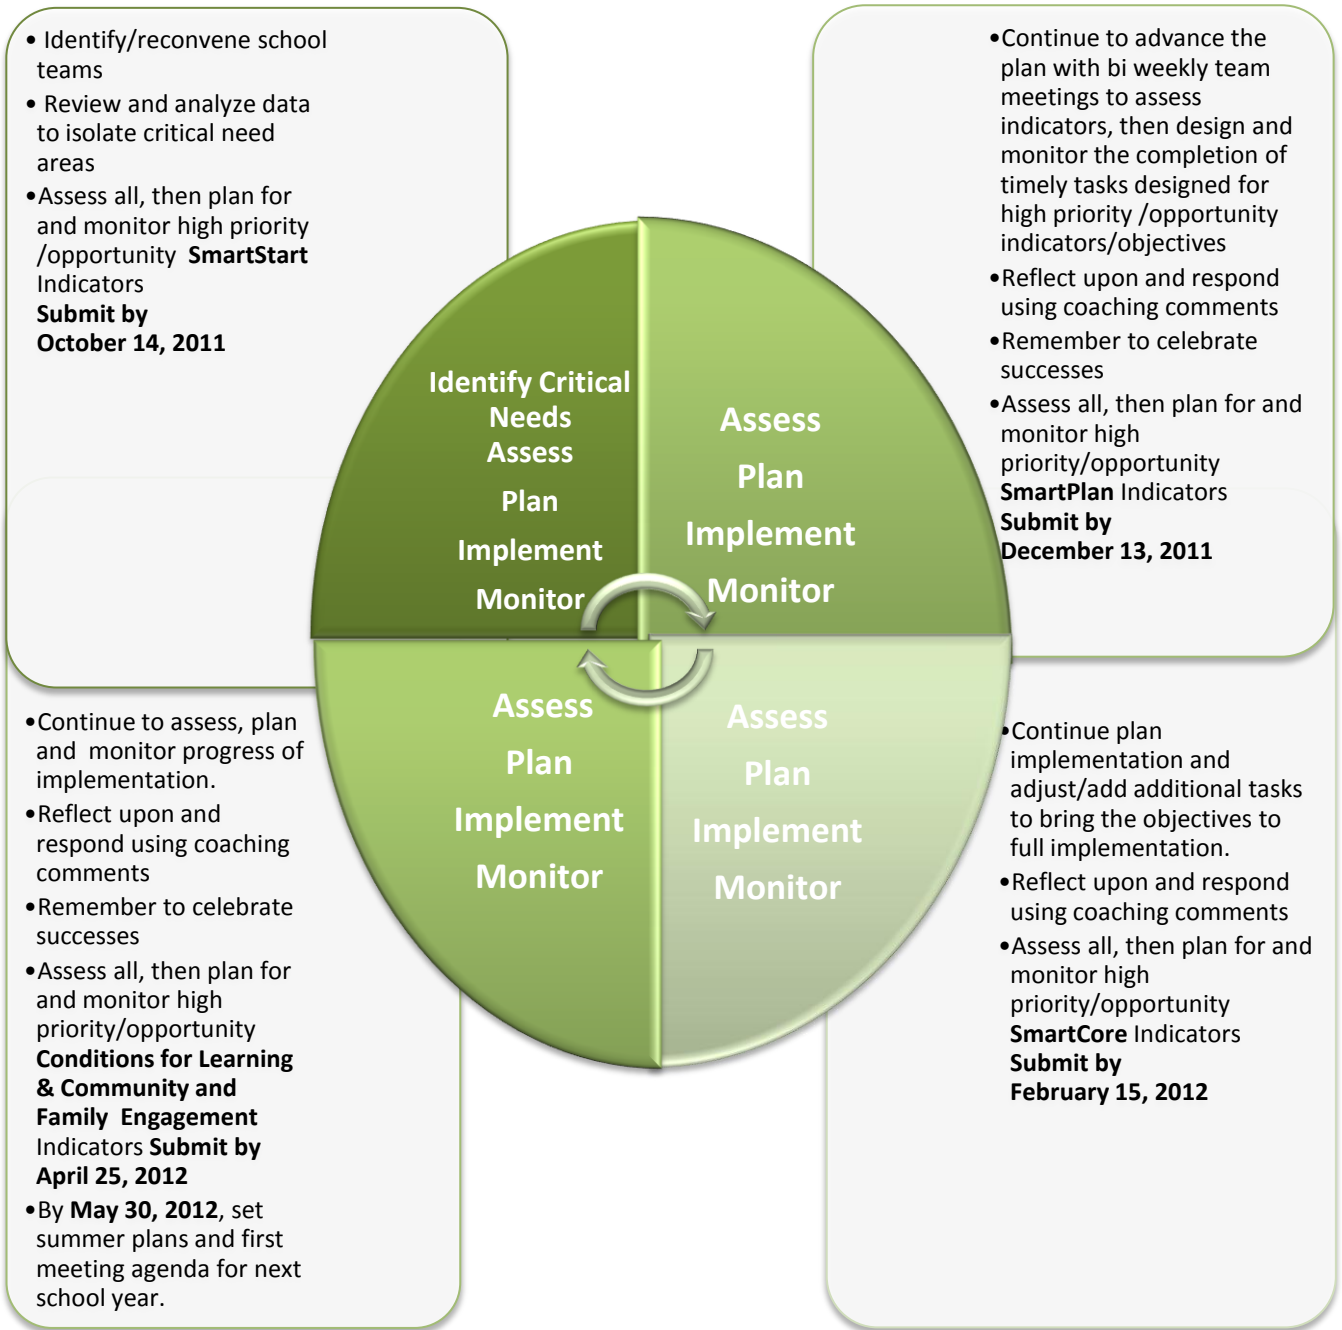 • Identify/reconvene school
teams
• Review and analyze data
to isolate critical need
areas
•Assess all, then plan for
and monitor high priority
/opportunity SmartStart
Indicators
Submit by
October 14, 2011
•Continue to advance the
plan with bi weekly team
meetings to assess
indicators, then design and
monitor the completion of
timely tasks designed for
high priority /opportunity
indicators/objectives
•Reflect upon and respond
using coaching comments
•Remember to celebrate
successes
•Assess all, then plan for and
monitor high
priority/opportunity
SmartPlan Indicators
Submit by
December 13, 2011
Identify Critical
Needs
Assess
Plan
Implement
Monitor
Assess
Plan
Implement
Monitor
Assess
Plan
Implement
Monitor
Assess
Plan
Implement
Monitor
•Continue to assess, plan
and monitor progress of
implementation.
•Reflect upon and
respond using coaching
comments
•Remember to celebrate
successes
•Assess all, then plan for
and monitor high
priority/opportunity
Conditions for Learning
& Community and
Family Engagement
Indicators Submit by
April 25, 2012
•By May 30, 2012, set
summer plans and first
meeting agenda for next
school year.
•Continue plan
implementation and
adjust/add additional tasks
to bring the objectives to
full implementation.
•Reflect upon and respond
using coaching comments
•Assess all, then plan for and
monitor high
priority/opportunity
SmartCore Indicators
Submit by
February 15, 2012